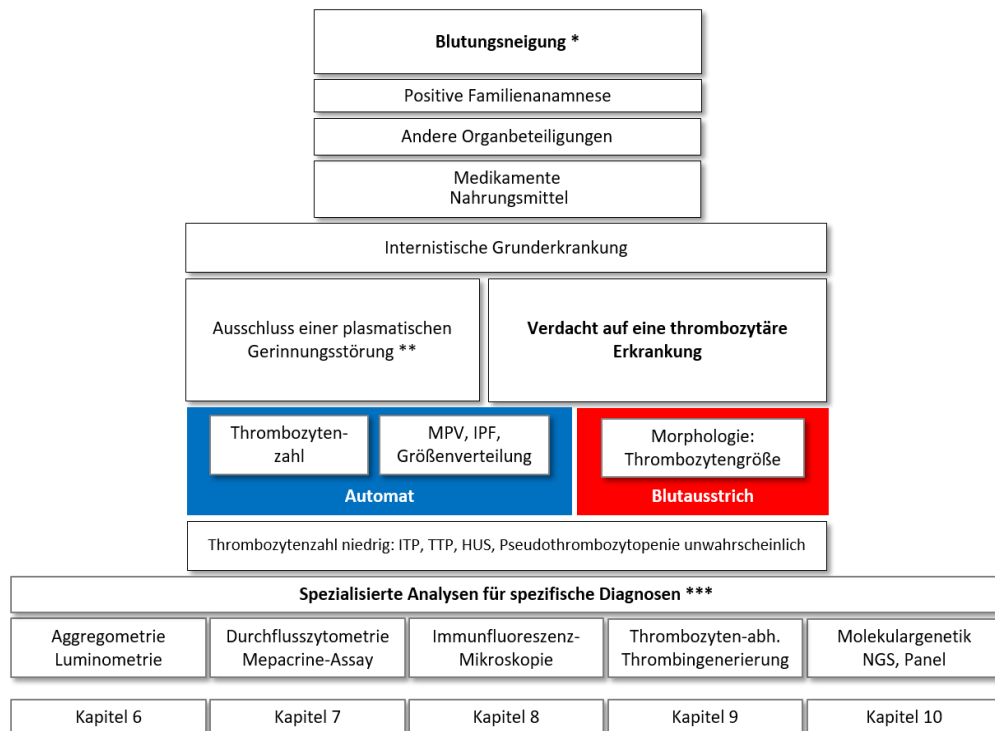 Blutungsneigung *
Positive Familienanamnese
Andere Organbeteiligungen
Medikamente
Nahrungsmittel
Internistische Grunderkrankung
Ausschluss einer plasmatischen
Gerinnungsstörung **
Verdacht auf eine thrombozytäre
Erkrankung
Thrombozyten-
zahl
MPV, IPF,
Größenverteilung
Automat
Morphologie:
Thrombozytengröße
Blutausstrich
Thrombozytenzahl niedrig: ITP, TTP, HUS, Pseudothrombozytopenie unwahrscheinlich
Spezialisierte Analysen für spezifische Diagnosen ***
Aggregometrie
Luminometrie
Durchflusszytometrie
Mepacrine-Assay
Immunfluoreszenz-
Mikroskopie
Thrombozyten-abh.
Thrombingenerierung
Molekulargenetik
NGS, Panel
Kapitel 6
Kapitel 7
Kapitel 8
Kapitel 9
Kapitel 10